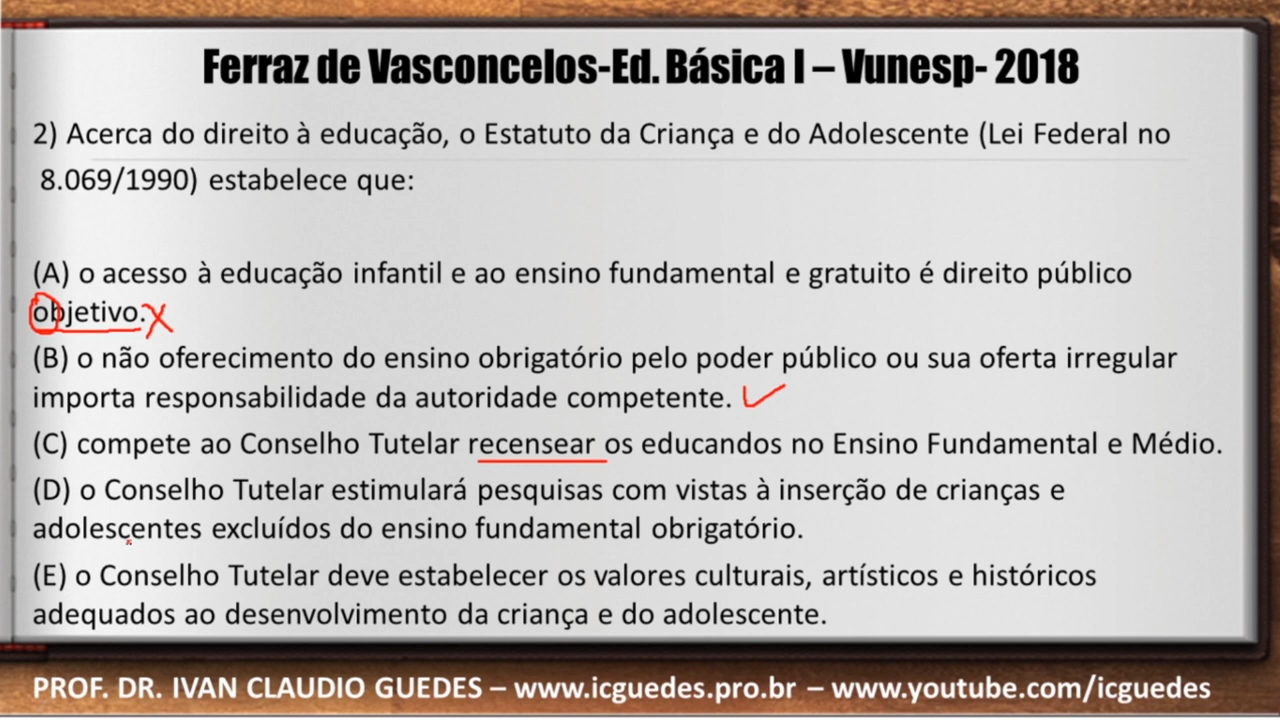 Ferraz de Vasconcelos-Ed. Básica I – Vunesp- 2018
2) Acerca do direito à educação, o Estatuto da Criança e do Adolescente (Lei Federal no
8.069/1990) estabelece que:
(A) o acesso à educação infantil e ao ensino fundamental e gratuito é direito público
objetivo.
(B) o não oferecimento do ensino obrigatório pelo poder público ou sua oferta irregular
importa responsabilidade da autoridade competente.
(C) compete ao Conselho Tutelar recensear os educandos no Ensino Fundamental e Médio.
(D) o Conselho Tutelar estimulará pesquisas com vistas à inserção de crianças e
adolescentes excluídos do ensino fundamental obrigatório.
(E) o Conselho Tutelar deve estabelecer os valores culturais, artísticos e históricos
adequados ao desenvolvimento da criança e do adolescente.
PROF. DR. IVAN CLAUDIO GUEDES – www.icguedes.pro.br – www.youtube.com/icguedes